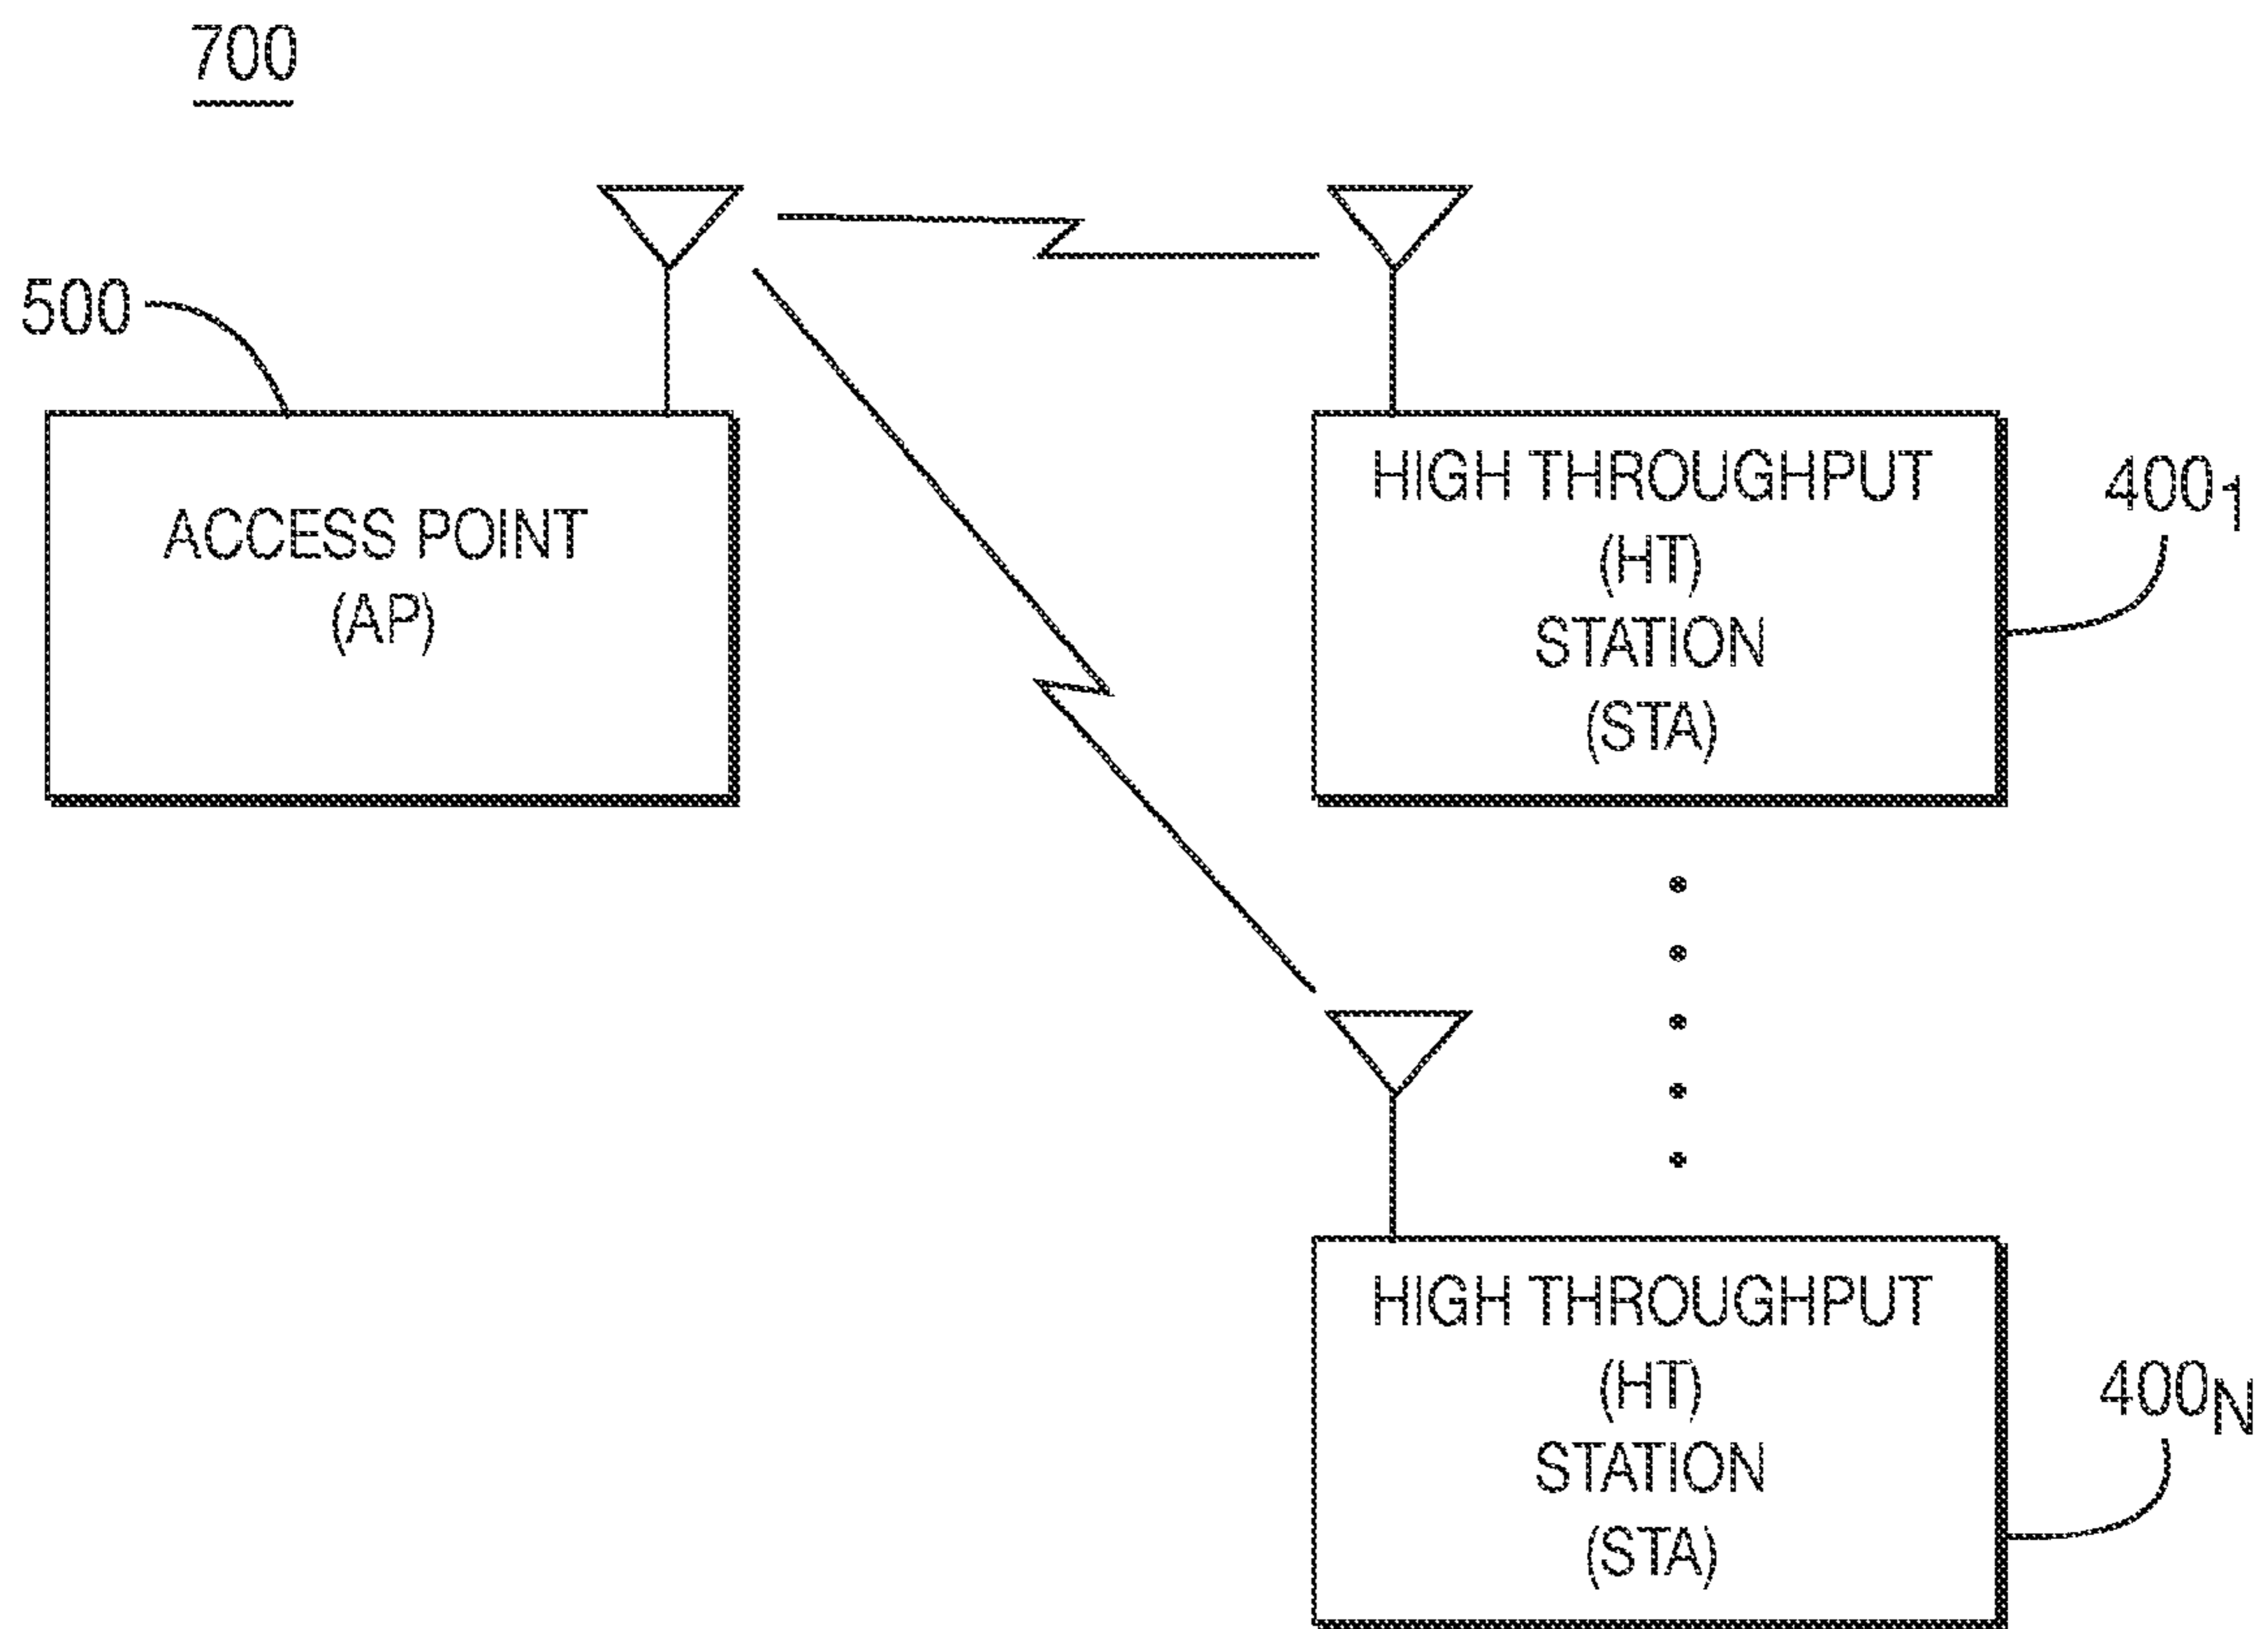 700
500
ACCESS POINT
(AP)
HIGH THROUGHPUT
(HT)
STATION
(STA)
400₁
HIGH THROUGHPUT
(HT)
STATION
(STA)
400N